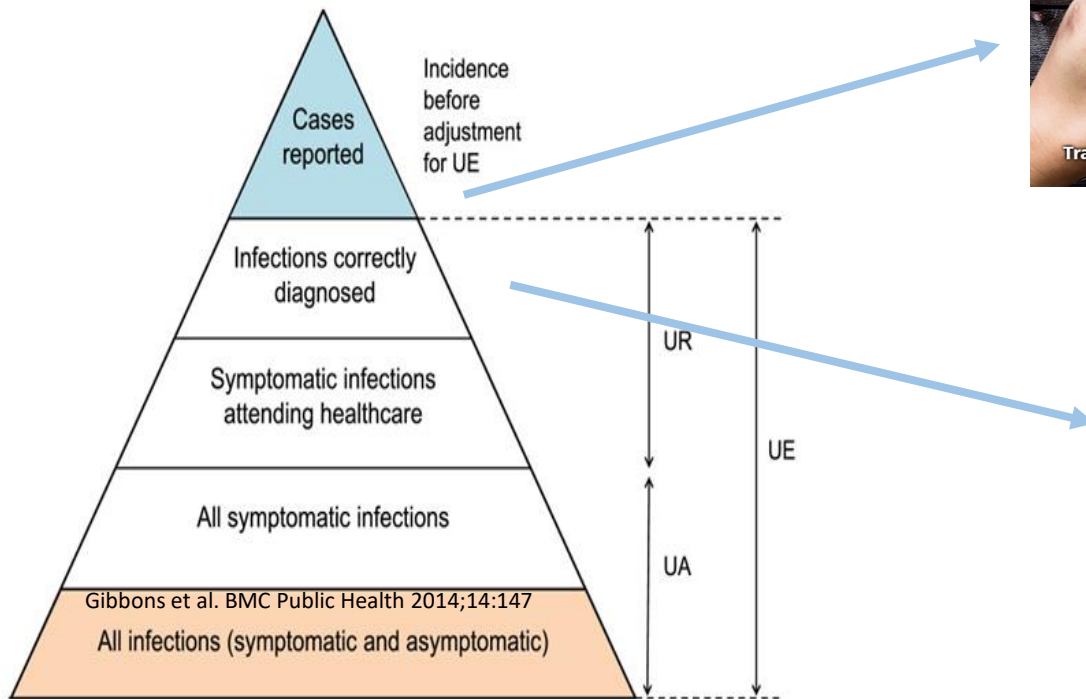 Cases
reported
Incidence
before
adjustment
for UE
Infections correctly
diagnosed
UR
Symptomatic infections
attending healthcare
UE
All symptomatic infections
UA
Gibbons et al. BMC Public Health 2014;14:147
All infections (symptomatic and asymptomatic)